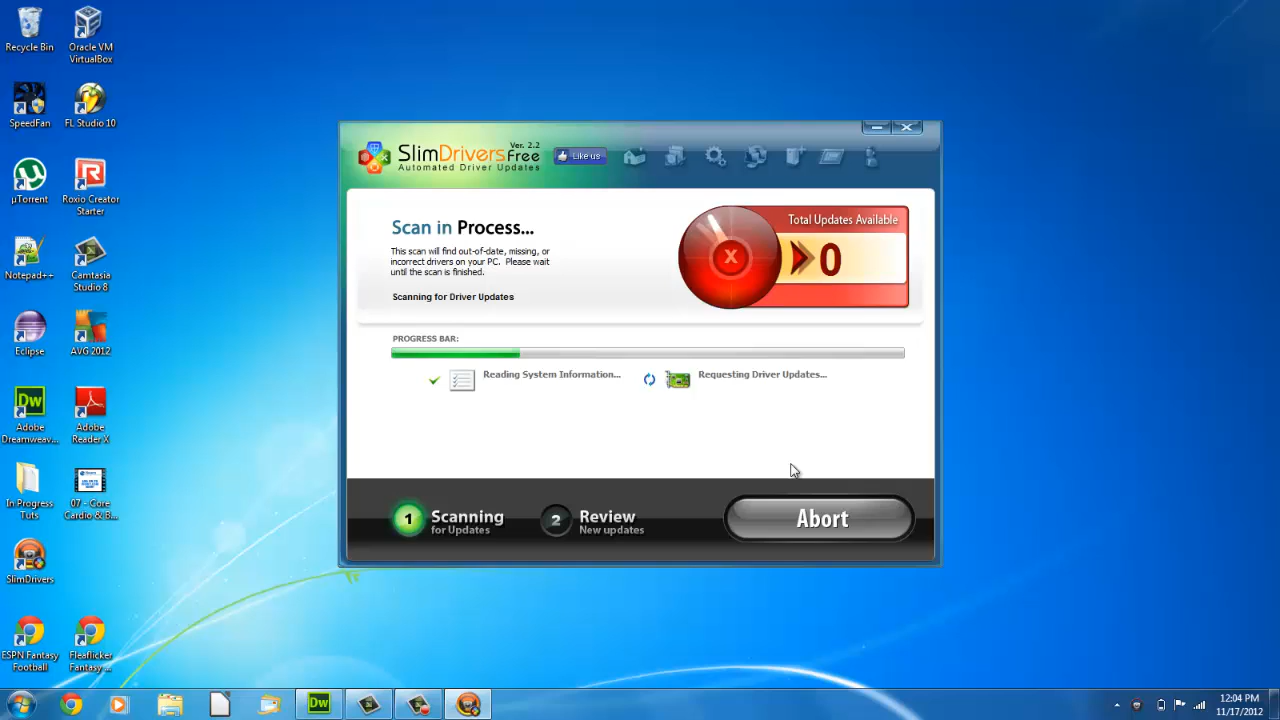 Recycle Bin
Oracle VM
VirtualBox
SpeedFan
FL Studio 10
µTorrent
Roxio Creator
Starter
Notepad++
Camtasia
Studio 8
Eclipse
AVG 2012
Dw
Adobe
Dreamweav...
Adobe
Reader X
In Progress
Tuts
07 - Core
Cardio & B...
SlimDrivers
ESPN Fantasy
Football
Fleaflicker
Fantasy ...
SlimDrivers Free
Ver. 2.2
Automated Driver Updates
Like us
Scan in Process...
This scan will find out-of-date, missing, or
incorrect drivers on your PC. Please wait
until the scan is finished.
Scanning for Driver Updates
Total Updates Available
X
0
PROGRESS BAR:
Reading System Information...
Requesting Driver Updates...
1 Scanning
for Updates
2 Review
New updates
Abort
Dw
12:04 PM
11/17/2012